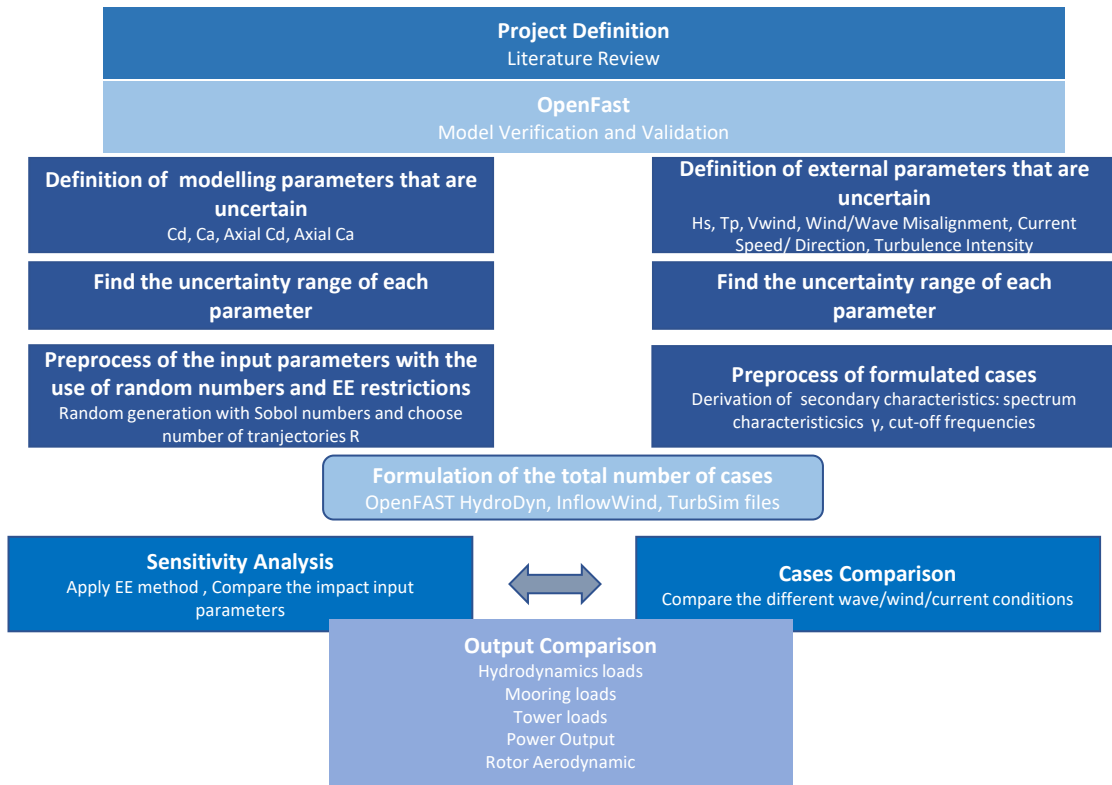 Project Definition
Literature Review
OpenFast
Model Verification and Validation
Definition of modelling parameters that are
uncertain
Cd, Ca, Axial Cd, Axial Ca
Definition of external parameters that are
uncertain
Hs, Tp, Vwind, Wind/Wave Misalignment, Current
Speed/ Direction, Turbulence Intensity
Find the uncertainty range of each
parameter
Find the uncertainty range of each
parameter
Preprocess of the input parameters with the
use of random numbers and EE restrictions
Random generation with Sobol numbers and choose
number of tranjectories R
Preprocess of formulated cases
Derivation of secondary characteristics: spectrum
characteristicsics γ, cut-off frequencies
Formulation of the total number of cases
OpenFAST HydroDyn, InflowWind, TurbSim files
Sensitivity Analysis
Apply EE method , Compare the impact input
parameters
Cases Comparison
Compare the different wave/wind/current conditions
Output Comparison
Hydrodynamics loads
Mooring loads
Tower loads
Power Output
Rotor Aerodynamic